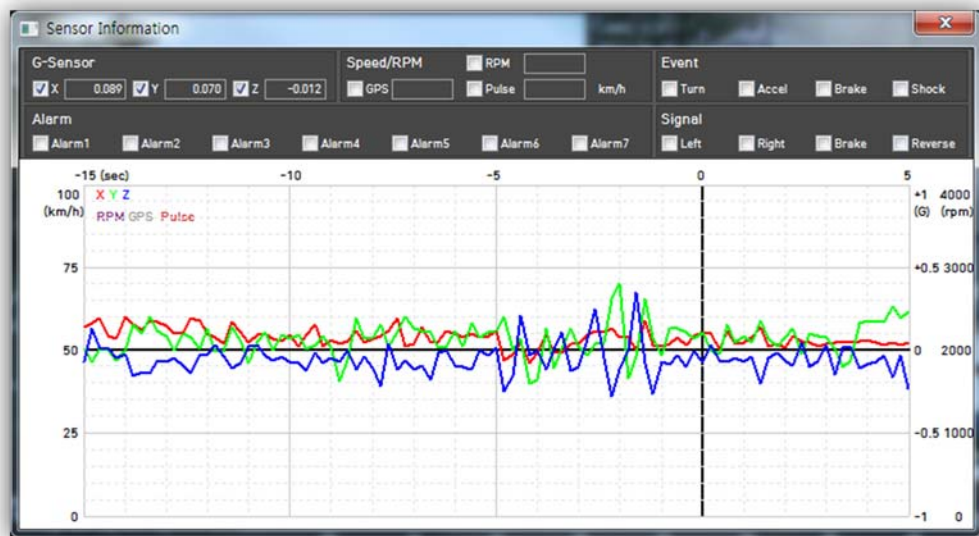 Sensor Information
G-Sensor
X 0.089 Y 0.070 Z -0.012
Speed/RPM RPM
GPS Pulse km/h
Event
Turn Accel Brake Shock
Alarm
Alarm1 Alarm2 Alarm3 Alarm4 Alarm5 Alarm6 Alarm7
Signal
Left Right Brake Reverse
-15 (sec) -10 -5 0 5
100 X Y Z +1 4000
(km/h) RPM GPS Pulse (G) (rpm)
75 +0.5 3000
50 0 2000
25 -0.5 1000
0 -1 0